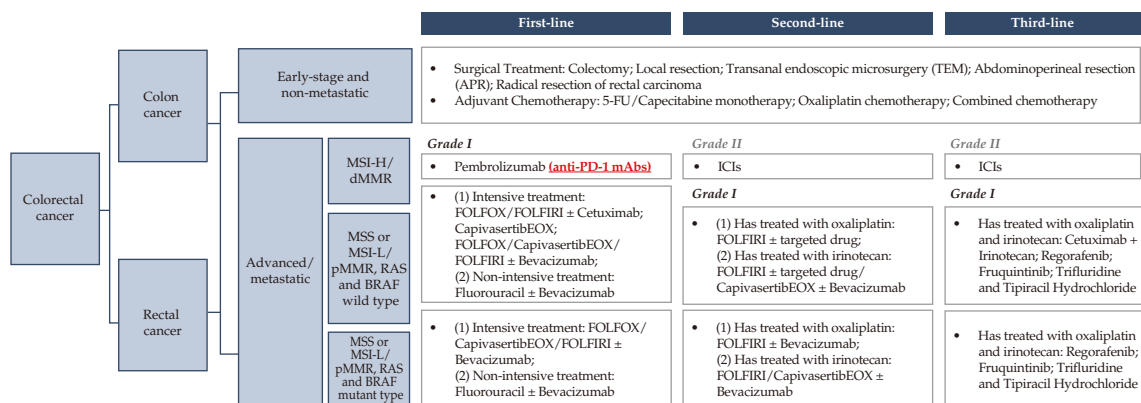 First-line
Second-line
Third-line
Colorectal
cancer
Colon
cancer
Rectal
cancer
Early-stage and
non-metastatic
• Surgical Treatment: Colectomy; Local resection; Transanal endoscopic microsurgery (TEM); Abdominoperineal resection
(APR); Radical resection of rectal carcinoma
• Adjuvant Chemotherapy: 5-FU/Capecitabine monotherapy; Oxaliplatin chemotherapy; Combined chemotherapy
Advanced/
metastatic
MSI-H/
dMMR
Grade I
• Pembrolizumab (anti-PD-1 mAbs)
Grade II
• ICIs
Grade II
• ICIs
MSS or
MSI-L/
pMMR, RAS
and BRAF
wild type
• (1) Intensive treatment:
FOLFOX/FOLFIRI ± Cetuximab;
CapivasertibEOX;
FOLFOX/CapivasertibEOX/
FOLFIRI ± Bevacizumab;
(2) Non-intensive treatment:
Fluorouracil ± Bevacizumab
Grade I
• (1) Has treated with oxaliplatin:
FOLFIRI ± targeted drug;
(2) Has treated with irinotecan:
FOLFIRI ± targeted drug/
CapivasertibEOX ± Bevacizumab
Grade I
• Has treated with oxaliplatin
and irinotecan: Cetuximab +
Irinotecan; Regorafenib;
Fruquintinib; Trifluridine
and Tipiracil Hydrochloride
MSS or
MSI-L/
pMMR, RAS
and BRAF
mutant type
• (1) Intensive treatment: FOLFOX/
CapivasertibEOX/FOLFIRI ±
Bevacizumab;
(2) Non-intensive treatment:
Fluorouracil ± Bevacizumab
• (1) Has treated with oxaliplatin:
FOLFIRI ± Bevacizumab;
(2) Has treated with irinotecan:
FOLFIRI/CapivasertibEOX ±
Bevacizumab
• Has treated with oxaliplatin
and irinotecan: Regorafenib;
Fruquintinib; Trifluridine
and Tipiracil Hydrochloride